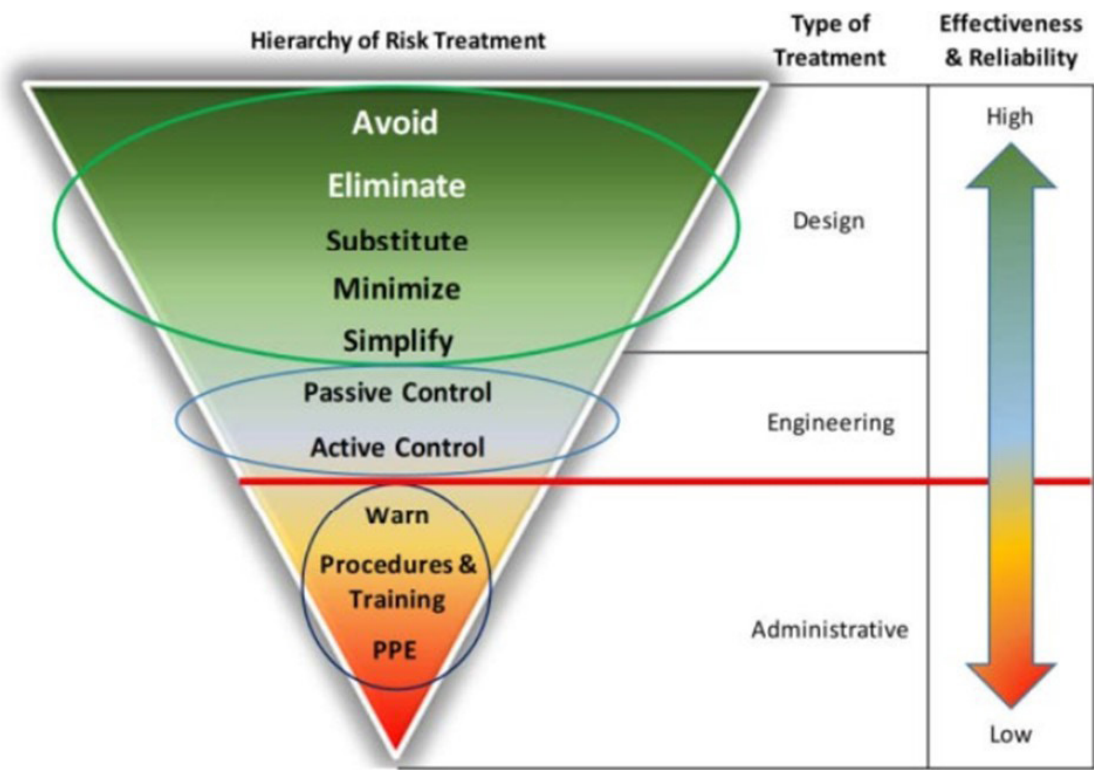 Hierarchy of Risk Treatment
Type of
Treatment
Effectiveness
& Reliability
Avoid
Eliminate
Substitute
Minimize
Simplify
Passive Control
Active Control
Warn
Procedures &
Training
PPE
Design
Engineering
Administrative
High
Low